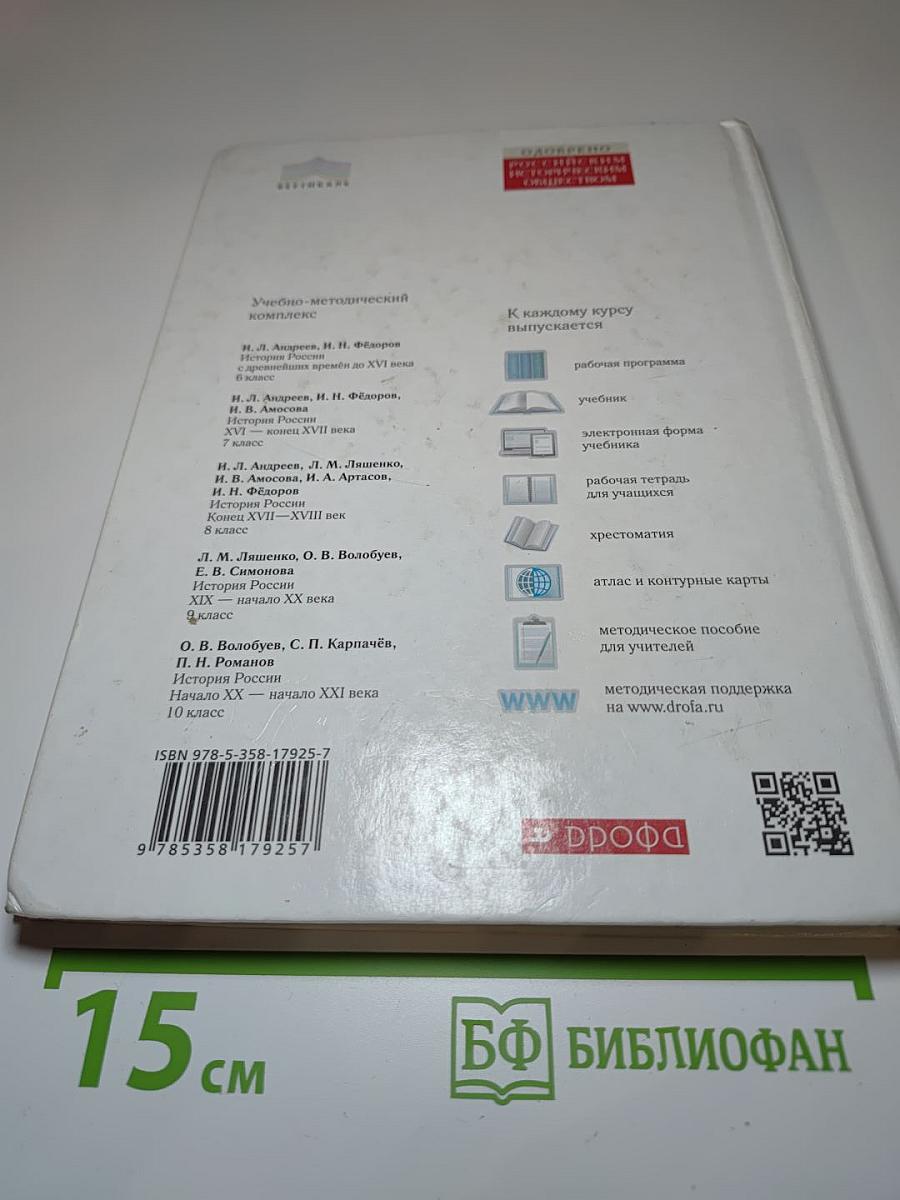 ВЕРТИКАЛЬ
ОДОБРЕНО
РОССИЙСКИМ
ИСТОРИЧЕСКИМ
ОБЩЕСТВОМ
Учебно-методический
комплекс
И. Л. Андреев, И. Н. Фёдоров
История России
с древнейших времён до XVI века
6 класс
И. Л. Андреев, И. Н. Фёдоров,
И. В. Амосова
История России
XVI — конец XVII века
7 класс
И. Л. Андреев, Л. М. Ляшенко,
И. В. Амосова, И. А. Артасов,
И. Н. Фёдоров
История России
Конец XVII—XVIII век
8 класс
Л. М. Ляшенко, О. В. Волобуев,
Е. В. Симонова
История России
XIX — начало XX века
9 класс
О. В. Волобуев, С. П. Карпачёв,
П. Н. Романов
История России
Начало XX — начало XXI века
10 класс
К каждому курсу
выпускается
рабочая программа
учебник
электронная форма
учебника
рабочая тетрадь
для учащихся
хрестоматия
атлас и контурные карты
методическое пособие
для учителей
www
методическая поддержка
на www.drofa.ru
ISBN 978-5-358-17925-7
9 785358 179257
дрофа
15 см
БФ БИБЛИОФАН